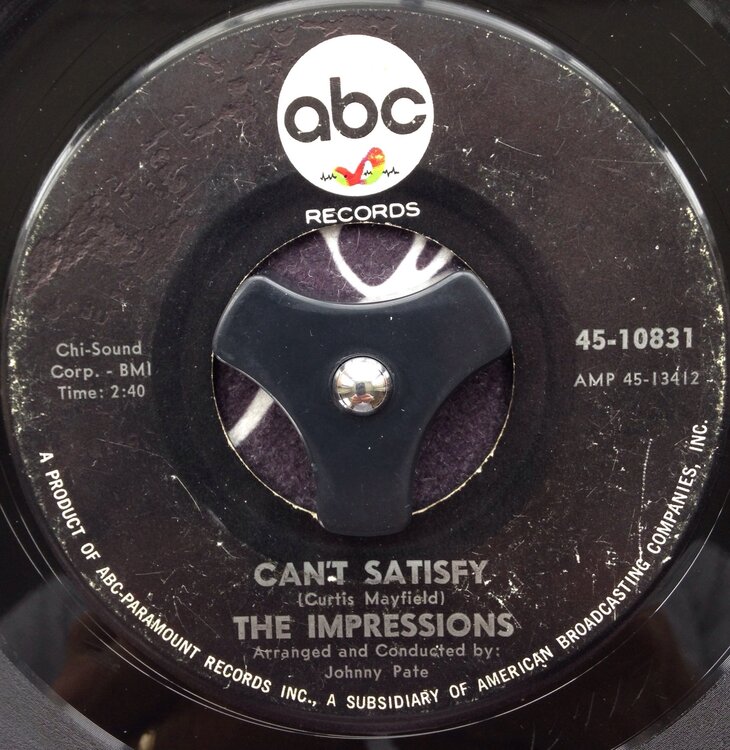 abc
RECORDS
Chi-Sound
Corp. - BMI
Time: 2:40
45-10831
AMP 45-13412
CAN'T SATISFY
(Curtis Mayfield)
THE IMPRESSIONS
Arranged and Conducted by:
Johnny Pate
A PRODUCT OF ABC-PARAMOUNT RECORDS INC., A SUBSIDIARY OF AMERICAN BROADCASTING COMPANIES, INC.